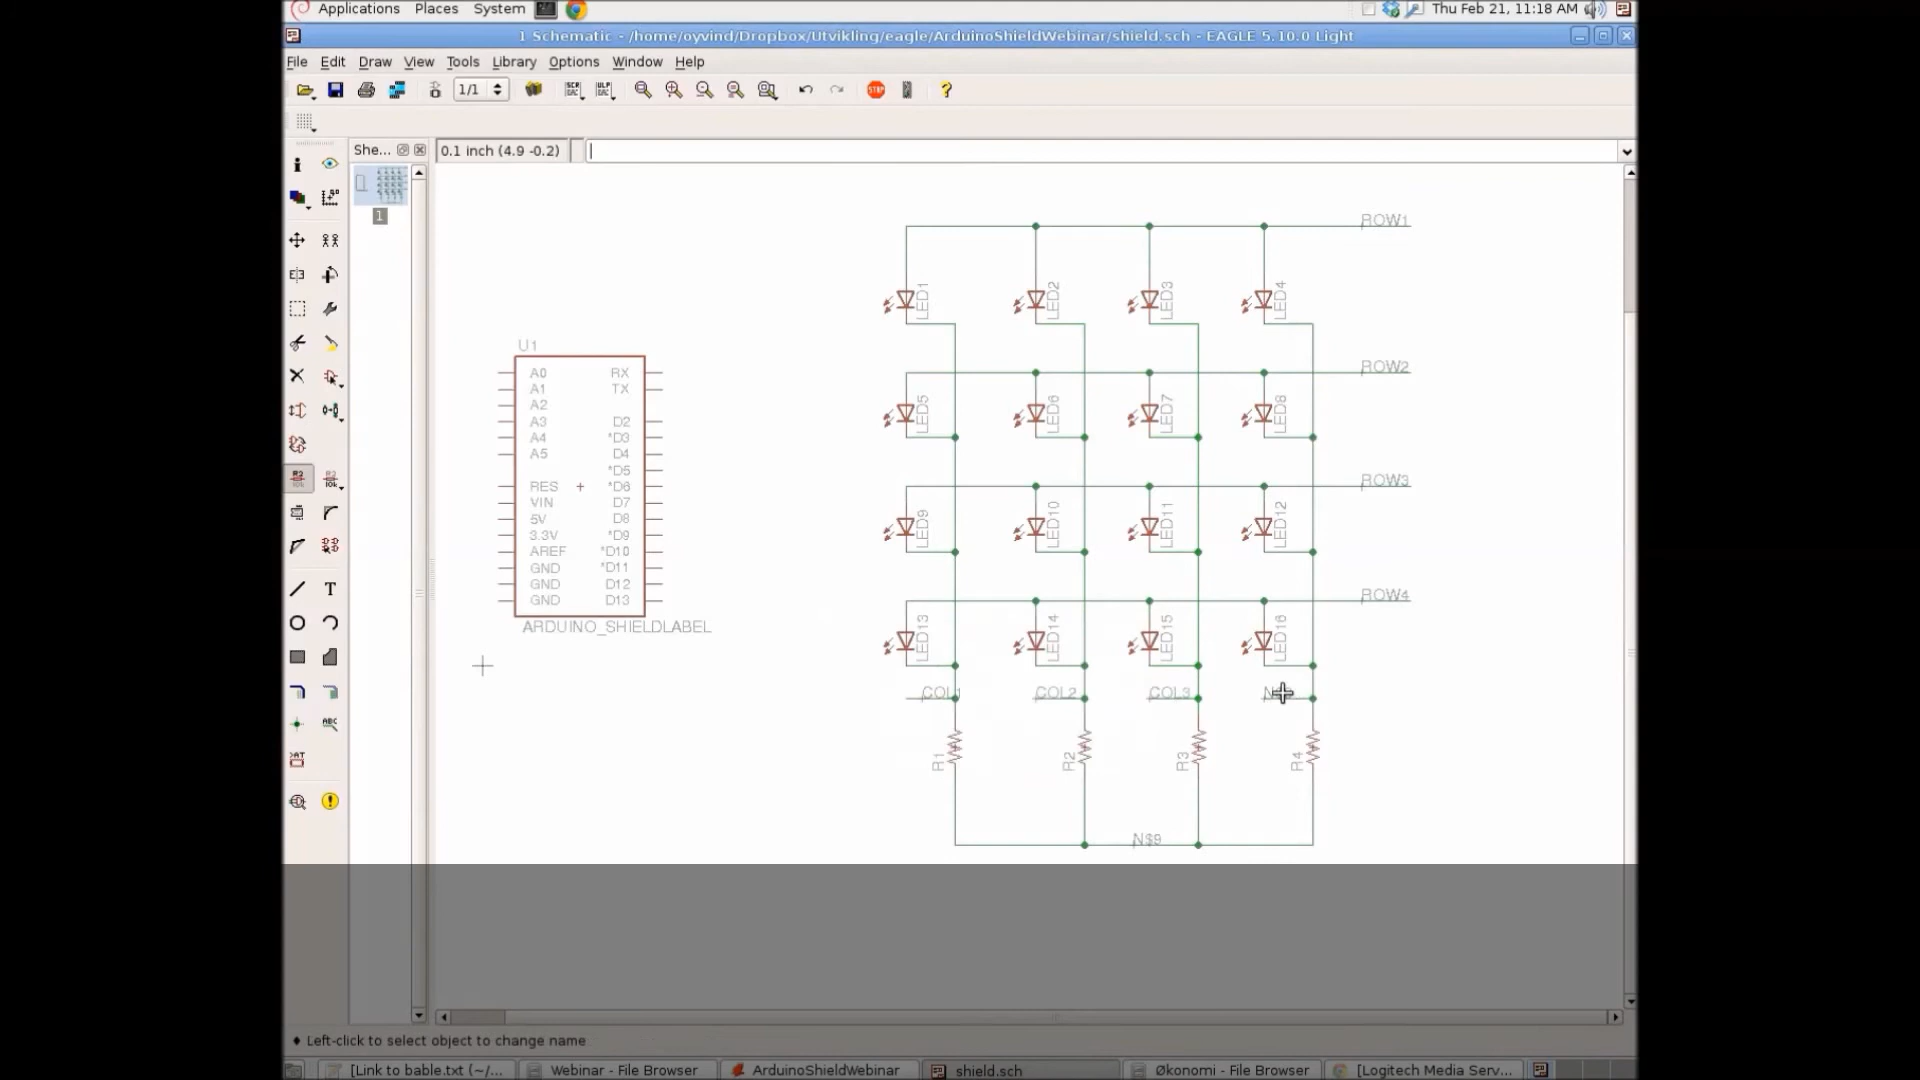 Applications Places System Thu Feb 21, 11:18 AM
1 Schematic - /home/oyvind/Dropbox/Utvikling/eagle/ArduinoShieldWebinar/shield.sch - EAGLE 5.10.0 Light
File Edit Draw View Tools Library Options Window Help
1/1 SCR ULP STOP ?
She... 0.1 inch (4.9 -0.2)
1
ROW1
LED1 LED2 LED3 LED4
U1
ROW2
A0 RX
A1 TX
A2
A3 D2
A4 *D3
A5 D4
*D5
RES *D6
VIN D7
5V D8
3.3V *D9
AREF *D10
GND *D11
GND D12
GND D13
ARDUINO_SHIELDLABEL
LED5 LED6 LED7 LED8
ROW3
LED9 LED10 LED11 LED12
ROW4
LED13 LED14 LED15 LED16
COL1 COL2 COL3
R1 R2 R3 R4
N$9
Left-click to select object to change name
[Link to bable.txt (~/... Webinar - File Browser ArduinoShieldWebinar shield.sch Økonomi - File Browser [Logitech Media Serv...